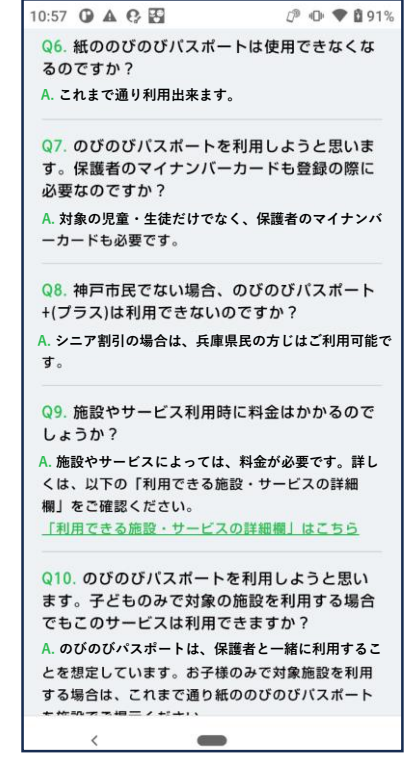 10:57
91%
Q6. 紙ののびのびパスポートは使用できなくな
るのですか？
A. これまで通り利用出来ます。
Q7. のびのびパスポートを利用しようと思いま
す。保護者のマイナンバーカードも登録の際に
必要なのですか？
A. 対象の児童・生徒だけでなく、保護者のマイナンバ
ーカードも必要です。
Q8. 神戸市民でない場合、のびのびパスポート
+(プラス)は利用できないのですか？
A. シニア割引の場合は、兵庫県民の方じはご利用可能で
す。
Q9. 施設やサービス利用時に料金はかかるので
しょうか？
A. 施設やサービスによっては、料金が必要です。詳し
くは、以下の「利用できる施設・サービスの詳細
欄」をご確認ください。
「利用できる施設・サービスの詳細欄」はこちら
Q10. のびのびパスポートを利用しようと思い
ます。子どものみで対象の施設を利用する場合
でもこのサービスは利用できますか？
A. のびのびパスポートは、保護者と一緒に利用するこ
とを想定しています。お子様のみで対象施設を利用
する場合は、これまで通り紙ののびのびパスポート